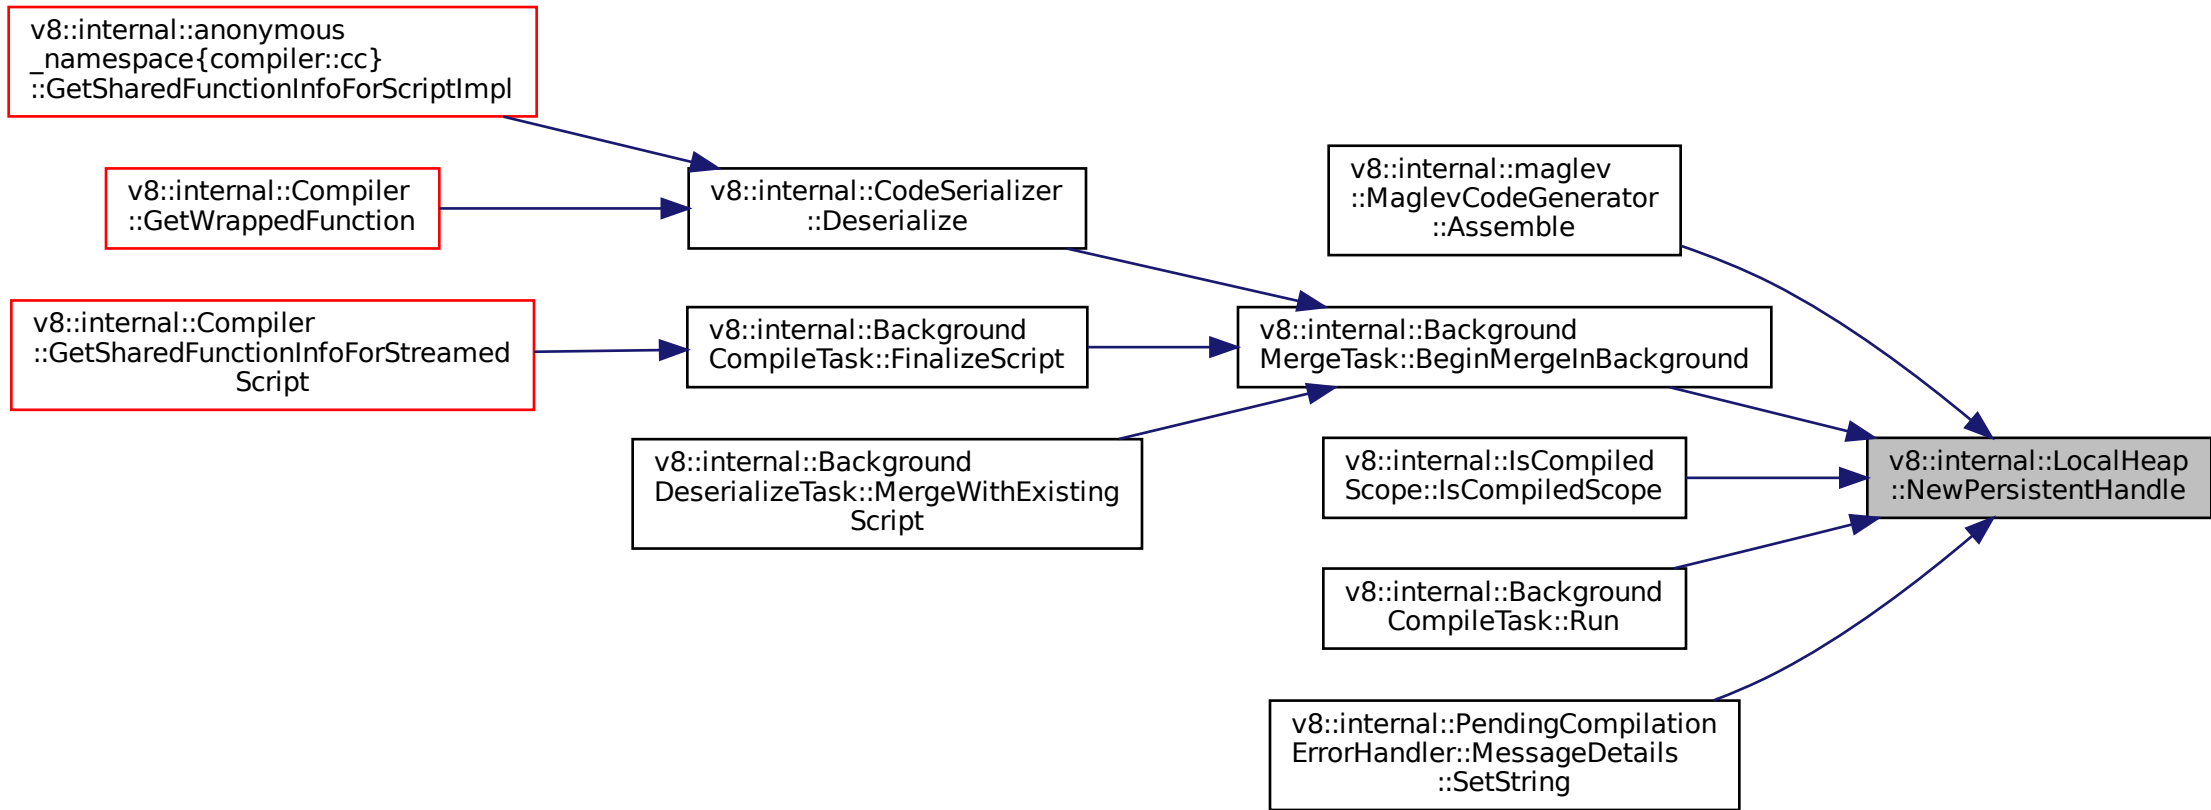 v8::internal::anonymous
_namespace{compiler::cc}
::GetSharedFunctionInfoForScriptImpl
v8::internal::Compiler
::GetWrappedFunction
v8::internal::Compiler
::GetSharedFunctionInfoForStreamed
Script
v8::internal::CodeSerializer
::Deserialize
v8::internal::Background
CompileTask::FinalizeScript
v8::internal::Background
DeserializeTask::MergeWithExisting
Script
v8::internal::maglev
::MaglevCodeGenerator
::Assemble
v8::internal::Background
MergeTask::BeginMergeInBackground
v8::internal::IsCompiled
Scope::IsCompiledScope
v8::internal::Background
CompileTask::Run
v8::internal::PendingCompilation
ErrorHandler::MessageDetails
::SetString
v8::internal::LocalHeap
::NewPersistentHandle